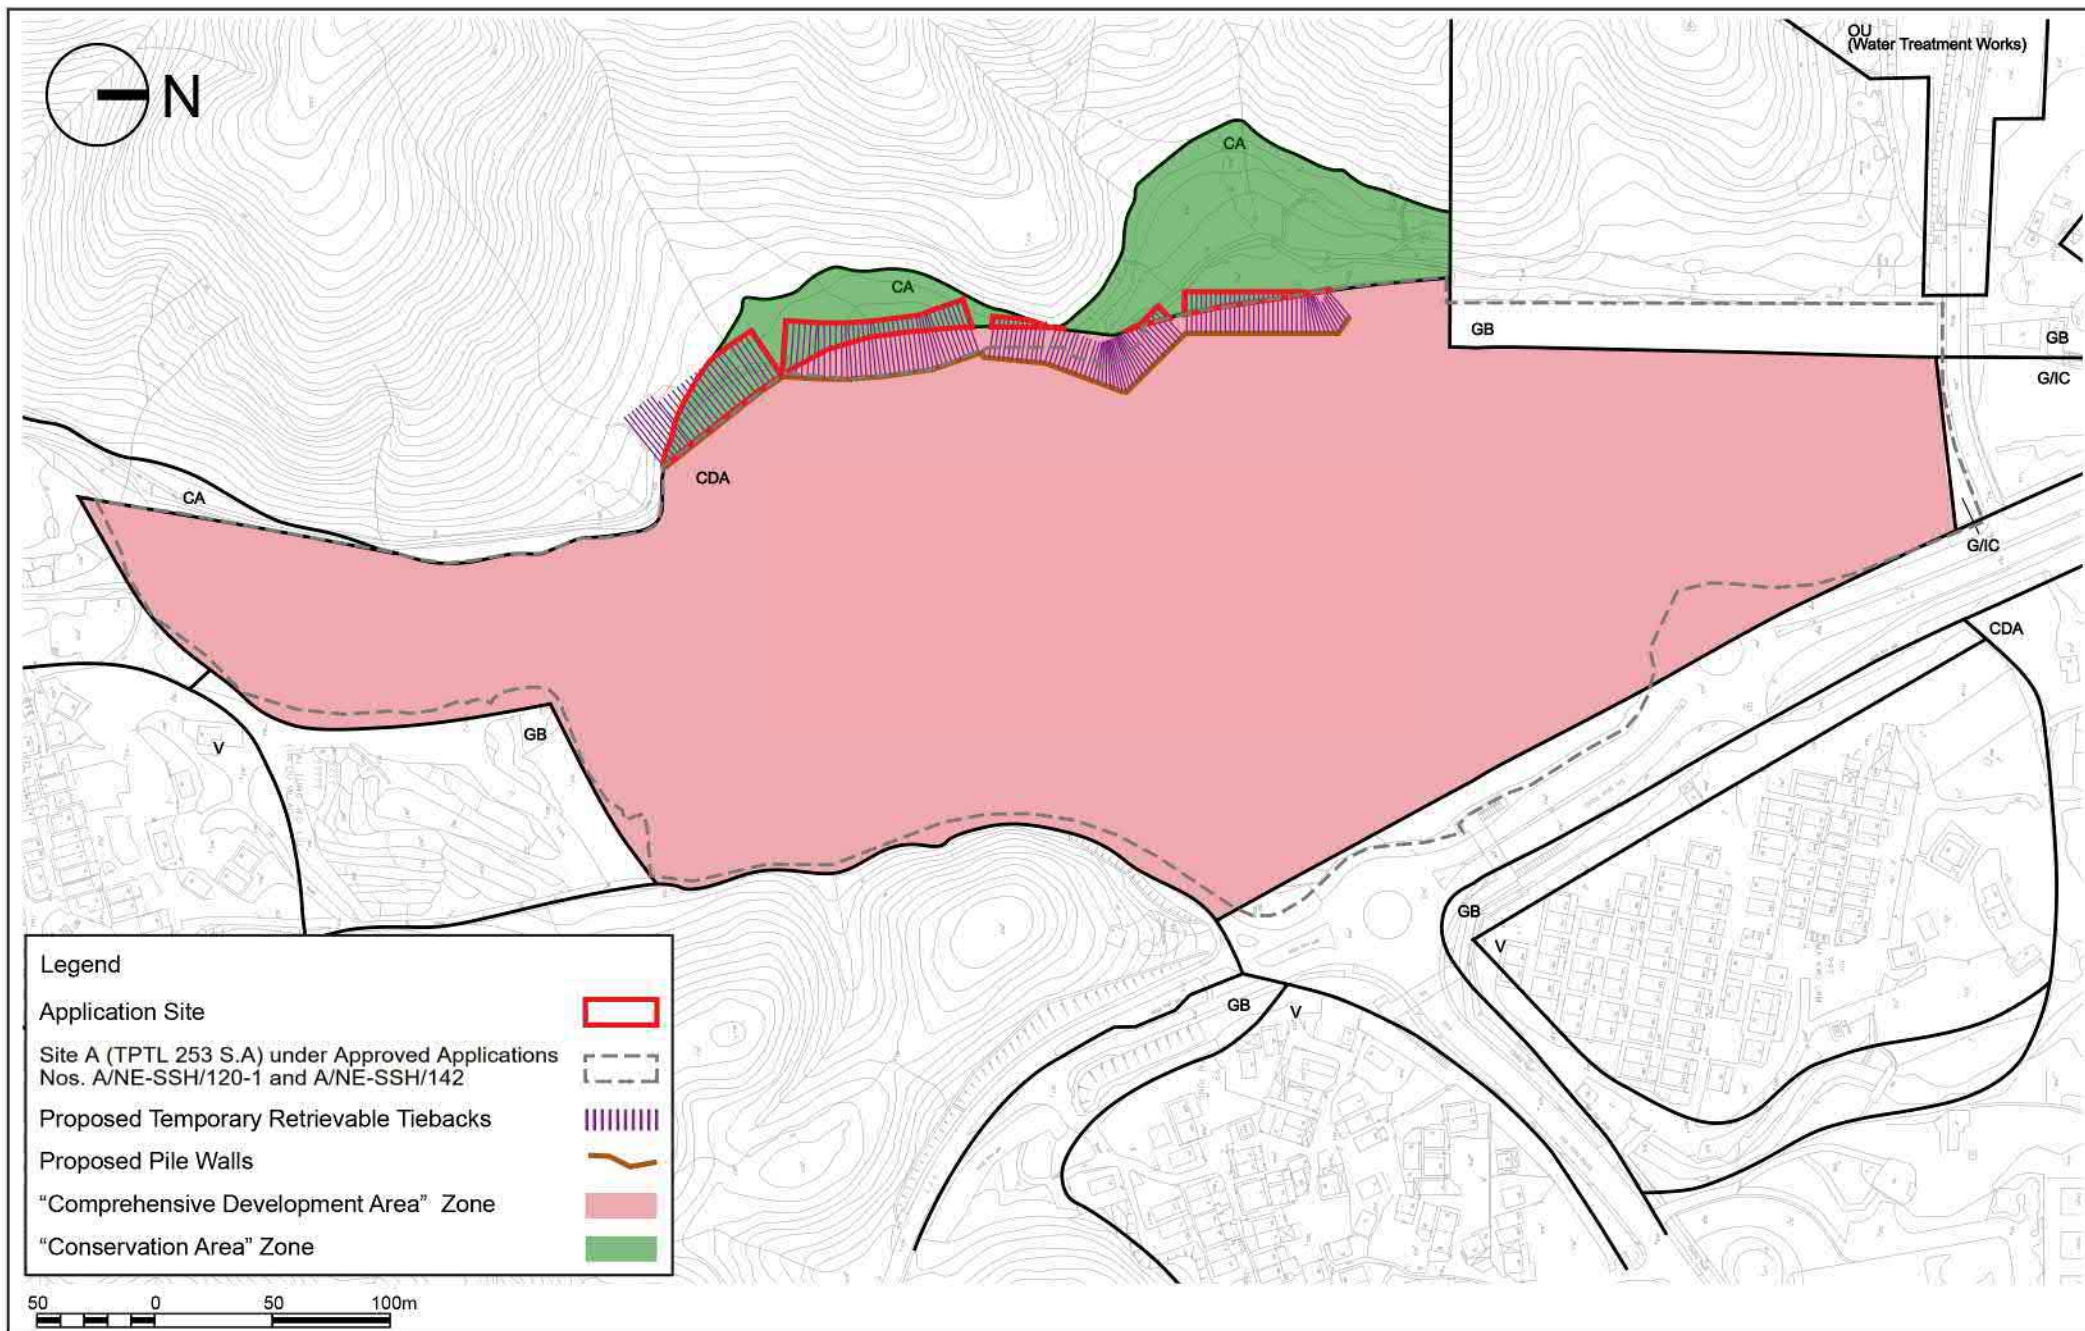 OU
(Water Treatment Works)
N
CA
CA
GB
GB
G/IC
CDA
CA
G/IC
CDA
GB
V
GB
V
GB
V
Legend
Application Site
Site A (TPTL 253 S.A) under Approved Applications
Nos. A/NE-SSH/120-1 and A/NE-SSH/142
Proposed Temporary Retrievable Tiebacks
Proposed Pile Walls
“Comprehensive Development Area” Zone
“Conservation Area” Zone
50 0 50 100m